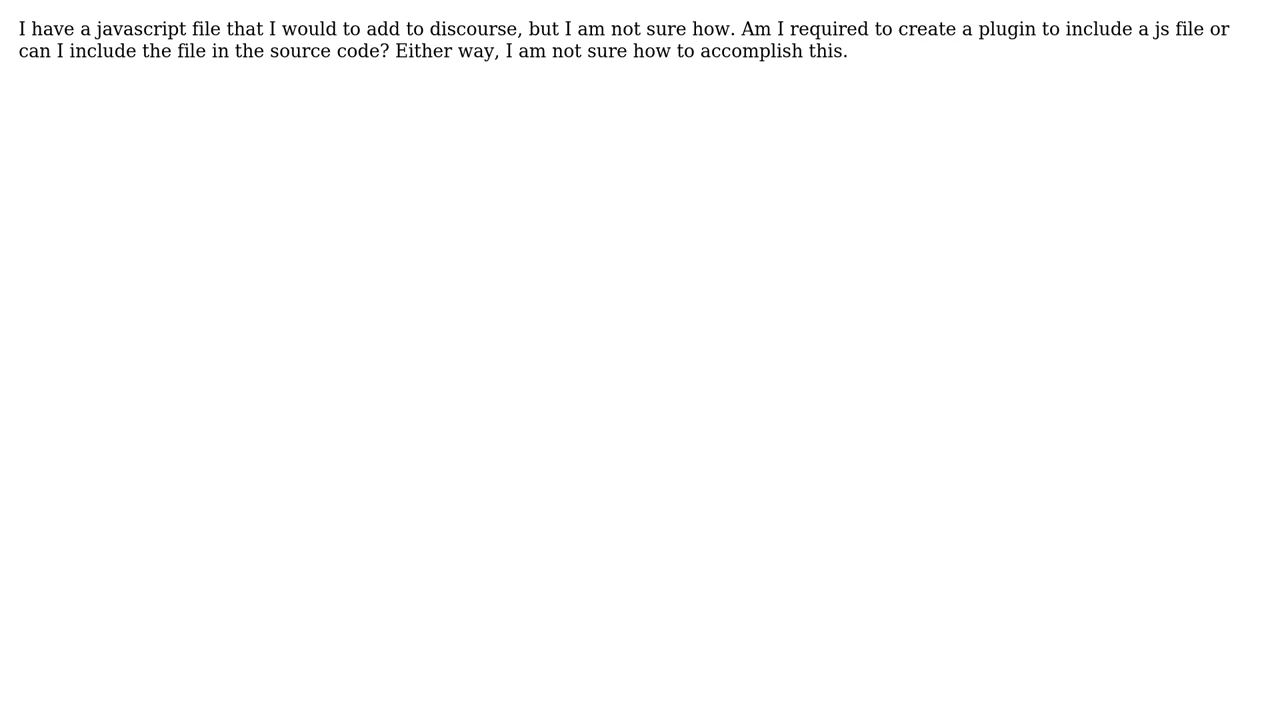 I have a javascript file that I would to add to discourse, but I am not sure how. Am I required to create a plugin to include a js file or
can I include the file in the source code? Either way, I am not sure how to accomplish this.